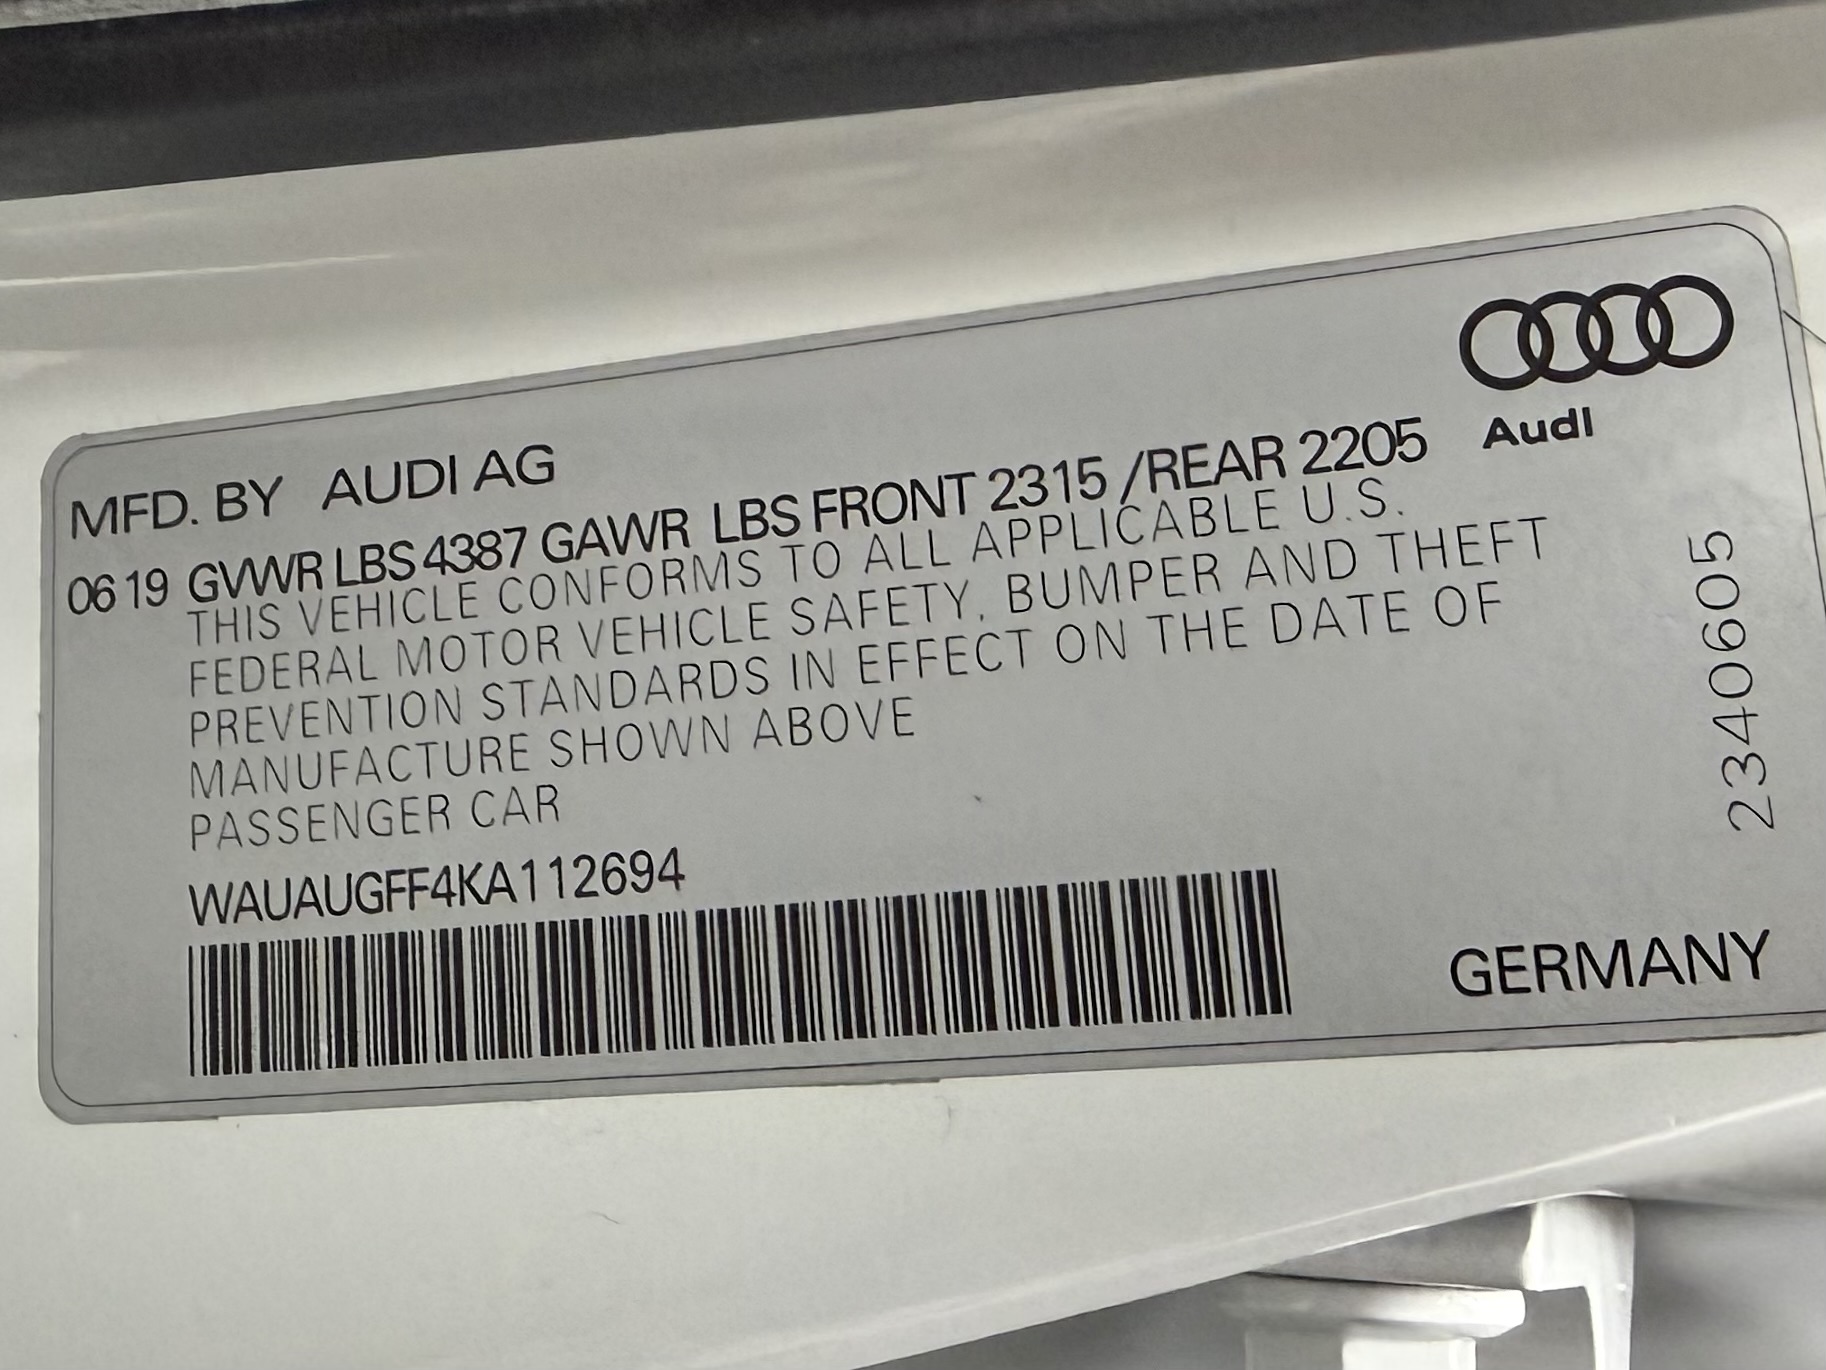 Audi
MFD. BY AUDI AG
06 19 GVWR LBS 4387 GAWR LBS FRONT 2315 /REAR 2205
THIS VEHICLE CONFORMS TO ALL APPLICABLE U.S.
FEDERAL MOTOR VEHICLE SAFETY, BUMPER AND THEFT
PREVENTION STANDARDS IN EFFECT ON THE DATE OF
MANUFACTURE SHOWN ABOVE
PASSENGER CAR
WAUAUGFF4KA112694
GERMANY
2340605